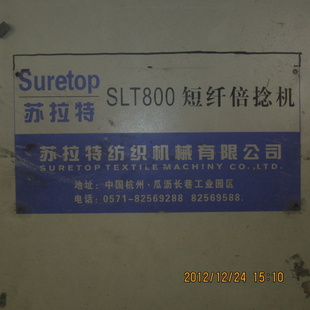 Suretop
苏拉特
SLT800 短纤倍捻机
苏拉特纺织机械有限公司
SURETOP TEXTILE MACHINY CO.,LTD.
地址: 中国杭州·瓜沥长巷工业园区
电话: 0571-82569288 82569588
2012/12/24 15:10